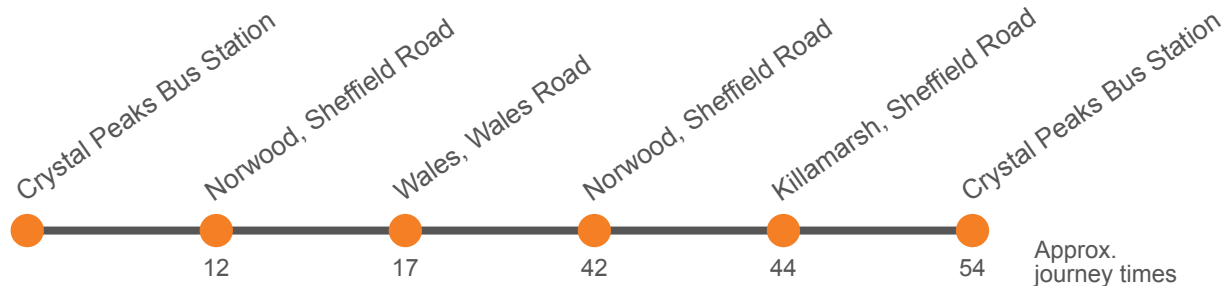 Crystal Peaks Bus Station
Norwood, Sheffield Road
Wales, Wales Road
Norwood, Sheffield Road
Killamarsh, Sheffield Road
Crystal Peaks Bus Station
12
17
42
44
54
Approx.
journey times